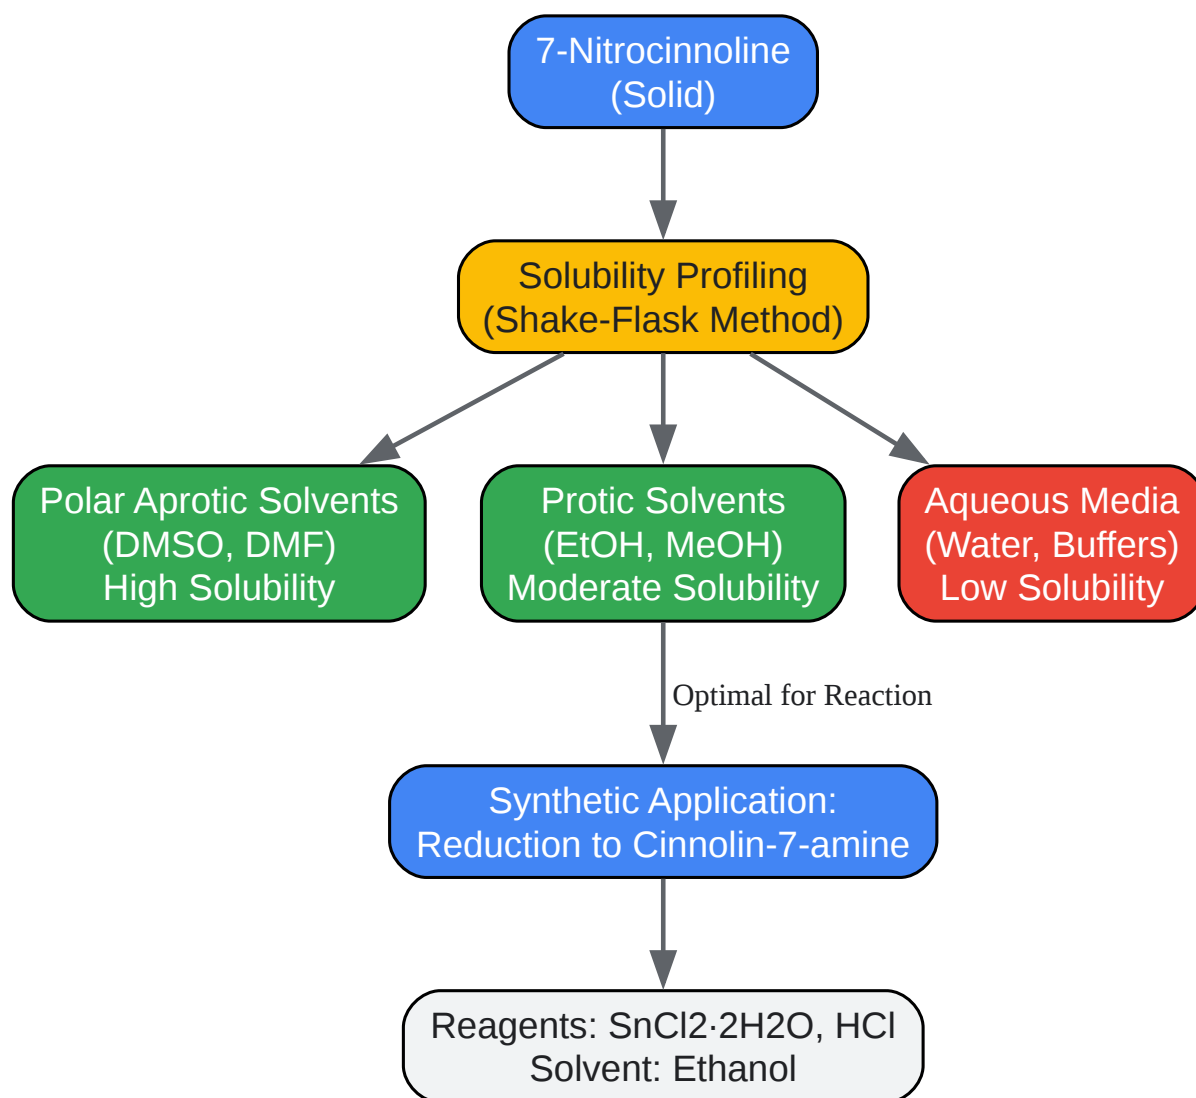 7-Nitrocinnoline
(Solid)
Solubility Profiling
(Shake-Flask Method)
Polar Aprotic Solvents
(DMSO, DMF)
High Solubility
Protic Solvents
(EtOH, MeOH)
Moderate Solubility
Aqueous Media
(Water, Buffers)
Low Solubility
Optimal for Reaction
Synthetic Application:
Reduction to Cinnolin-7-amine
Reagents: SnCl2·2H2O, HCl
Solvent: Ethanol